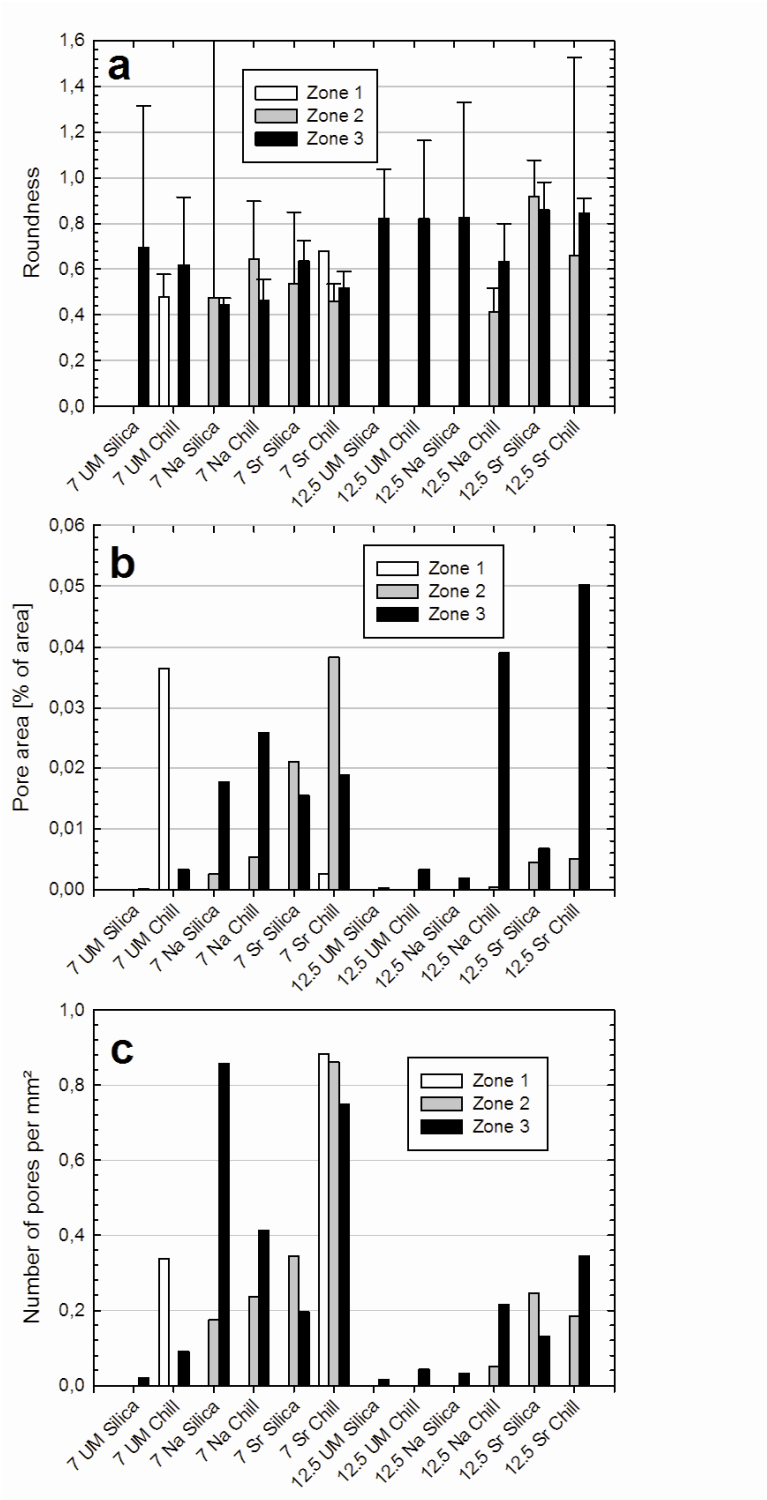 a
1,6
1,4
1,2
1,0
0,8
0,6
0,4
0,2
0,0
Roundness
Zone 1
Zone 2
Zone 3
7 UM Silica
7 UM Chill
7 Na Silica
7 Na Chill
7 Sr Silica
7 Sr Chill
12.5 UM Silica
12.5 UM Chill
12.5 Na Silica
12.5 Na Chill
12.5 Sr Silica
12.5 Sr Chill
b
0,06
0,05
0,04
0,03
0,02
0,01
0,00
Pore area [% of area]
Zone 1
Zone 2
Zone 3
7 UM Silica
7 UM Chill
7 Na Silica
7 Na Chill
7 Sr Silica
7 Sr Chill
12.5 UM Silica
12.5 UM Chill
12.5 Na Silica
12.5 Na Chill
12.5 Sr Silica
12.5 Sr Chill
c
1,0
0,8
0,6
0,4
0,2
0,0
Number of pores per mm²
Zone 1
Zone 2
Zone 3
7 UM Silica
7 UM Chill
7 Na Silica
7 Na Chill
7 Sr Silica
7 Sr Chill
12.5 UM Silica
12.5 UM Chill
12.5 Na Silica
12.5 Na Chill
12.5 Sr Silica
12.5 Sr Chill